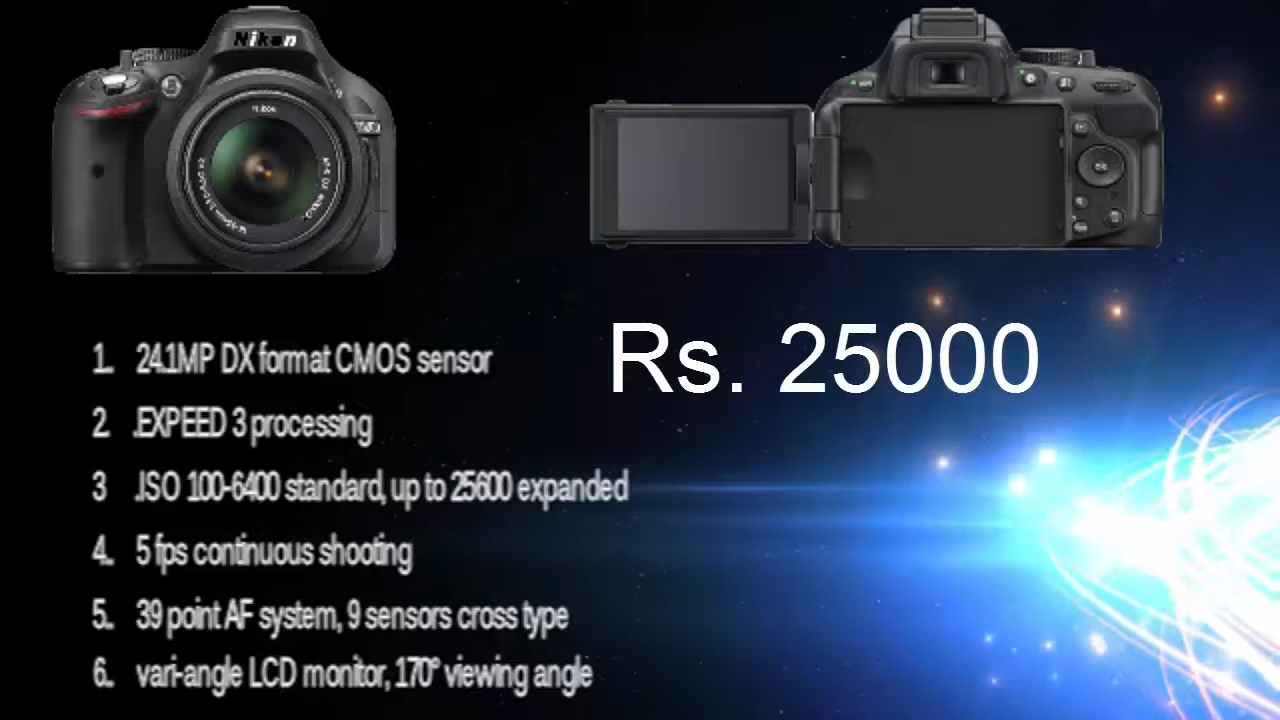 Nikon
Rs. 25000
1. 24.1MP DX format CMOS sensor
2. .EXPEED 3 processing
3 .ISO 100-6400 standard, up to 25600 expanded
4. 5 fps continuous shooting
5. 39 point AF system, 9 sensors cross type
6. vari-angle LCD monitor, 170° viewing angle